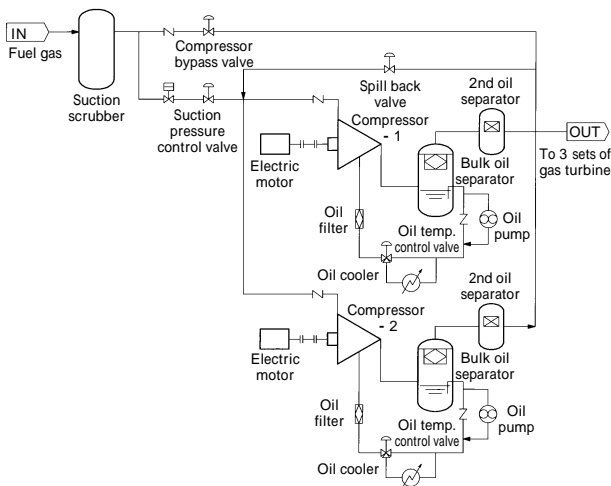 IN
Fuel gas
Suction
scrubber
Compressor
bypass valve
Suction
pressure
control valve
Spill back
valve
2nd oil
separator
OUT
To 3 sets of
gas turbine
Compressor
- 1
Electric
motor
Bulk oil
separator
Oil
filter
Oil temp.
control valve
Oil
pump
Oil cooler
2nd oil
separator
Compressor
- 2
Electric
motor
Bulk oil
separator
Oil
filter
Oil temp.
control valve
Oil
pump
Oil cooler